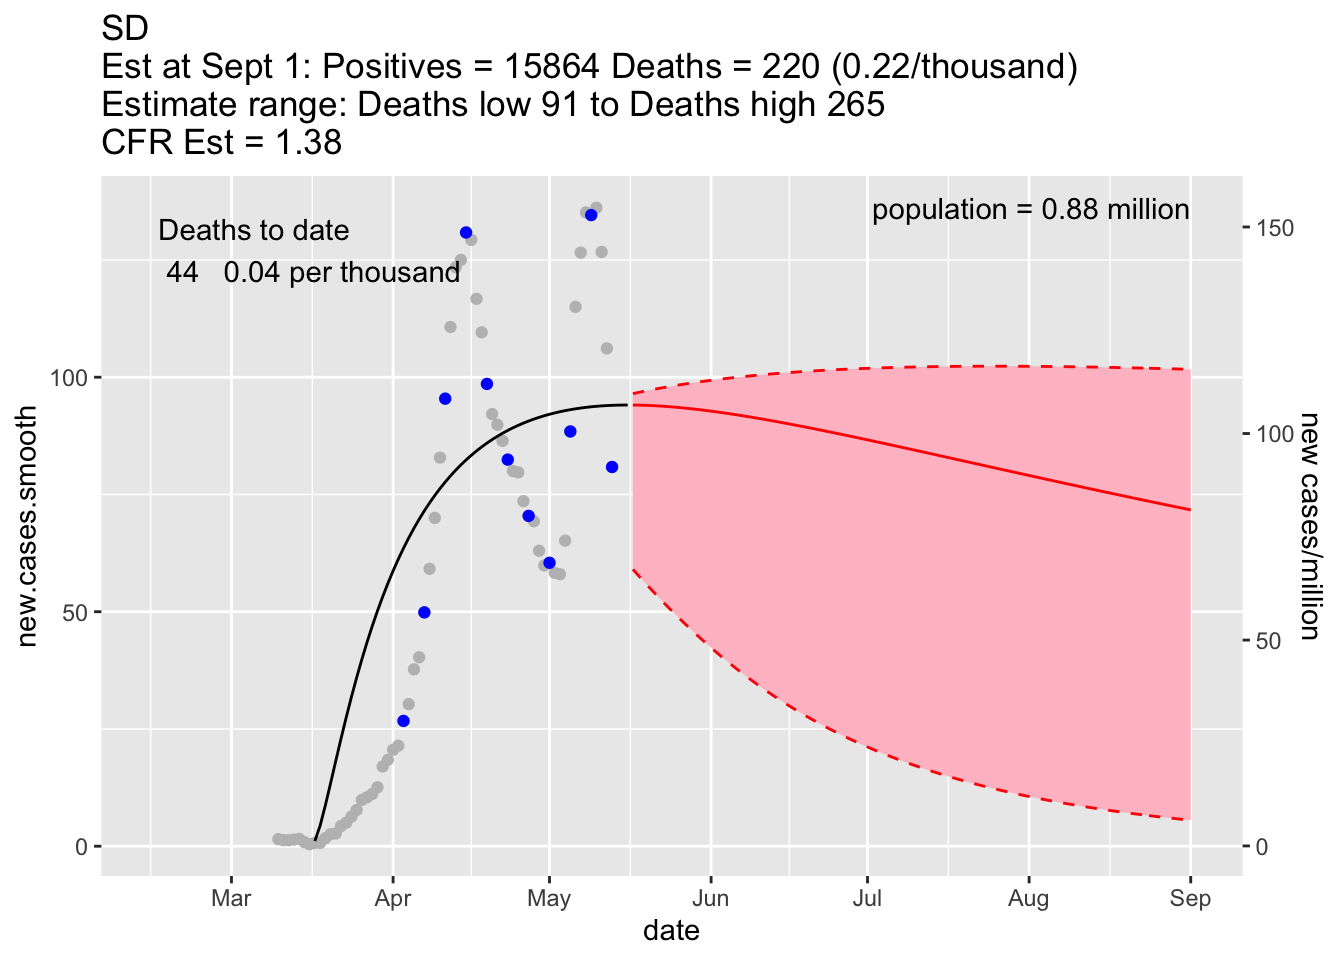 SD
Est at Sept 1: Positives = 15864 Deaths = 220 (0.22/thousand)
Estimate range: Deaths low 91 to Deaths high 265
CFR Est = 1.38
Deaths to date
44 0.04 per thousand
population = 0.88 million
100
50
0
new.cases.smooth
150
100
50
0
new cases/million
Mar Apr May Jun Jul Aug Sep
date